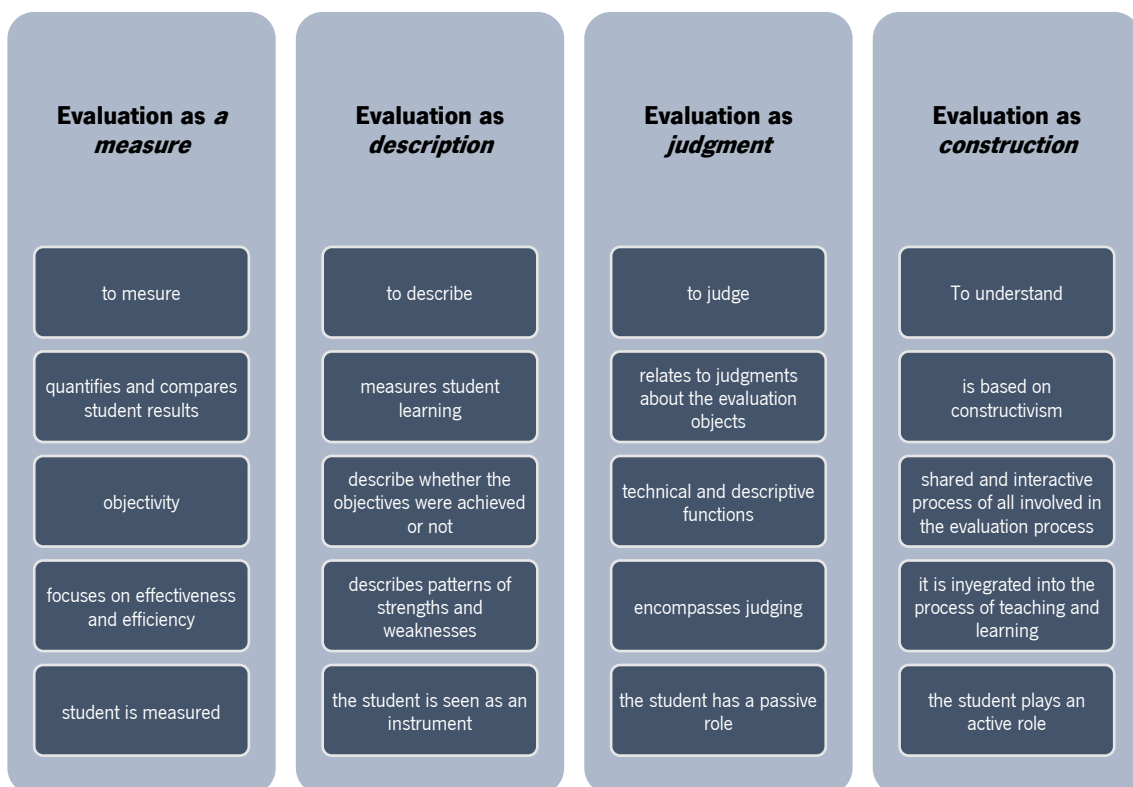 Evaluation as a
measure
to mesure
quantifies and compares
student results
objectivity
focuses on effectiveness
and efficiency
student is measured
Evaluation as
description
to describe
measures student
learning
describe whether the
objectives were achieved
or not
describes patterns of
strengths and
weaknesses
the student is seen as an
instrument
Evaluation as
judgment
to judge
relates to judgments
about the evaluation
objects
technical and descriptive
functions
encompasses judging
the student has a passive
role
Evaluation as
construction
To understand
is based on
constructivism
shared and interactive
process of all involved in
the evaluation process
it is inyegrated into the
process of teaching and
learning
the student plays an
active role